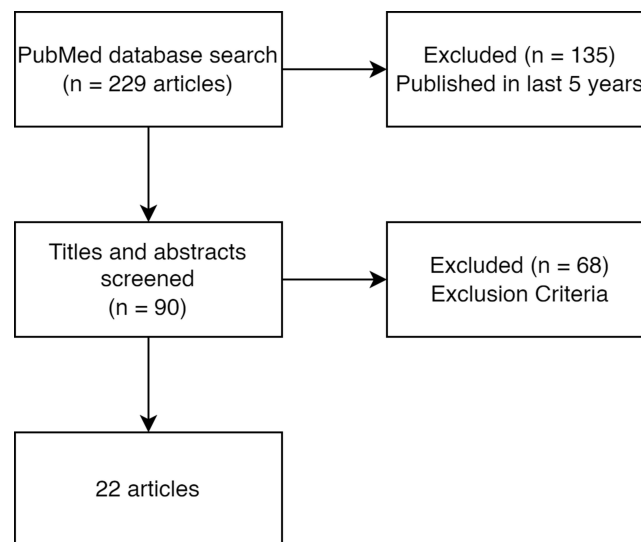 PubMed database search
(n = 229 articles)
Excluded (n = 135)
Published in last 5 years
Titles and abstracts
screened
(n = 90)
Excluded (n = 68)
Exclusion Criteria
22 articles